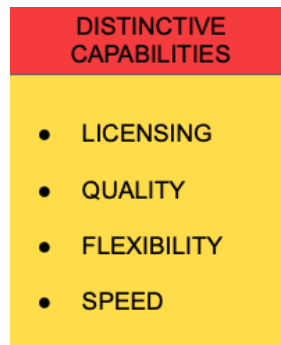 DISTINCTIVE
CAPABILITIES
● LICENSING
● QUALITY
● FLEXIBILITY
● SPEED